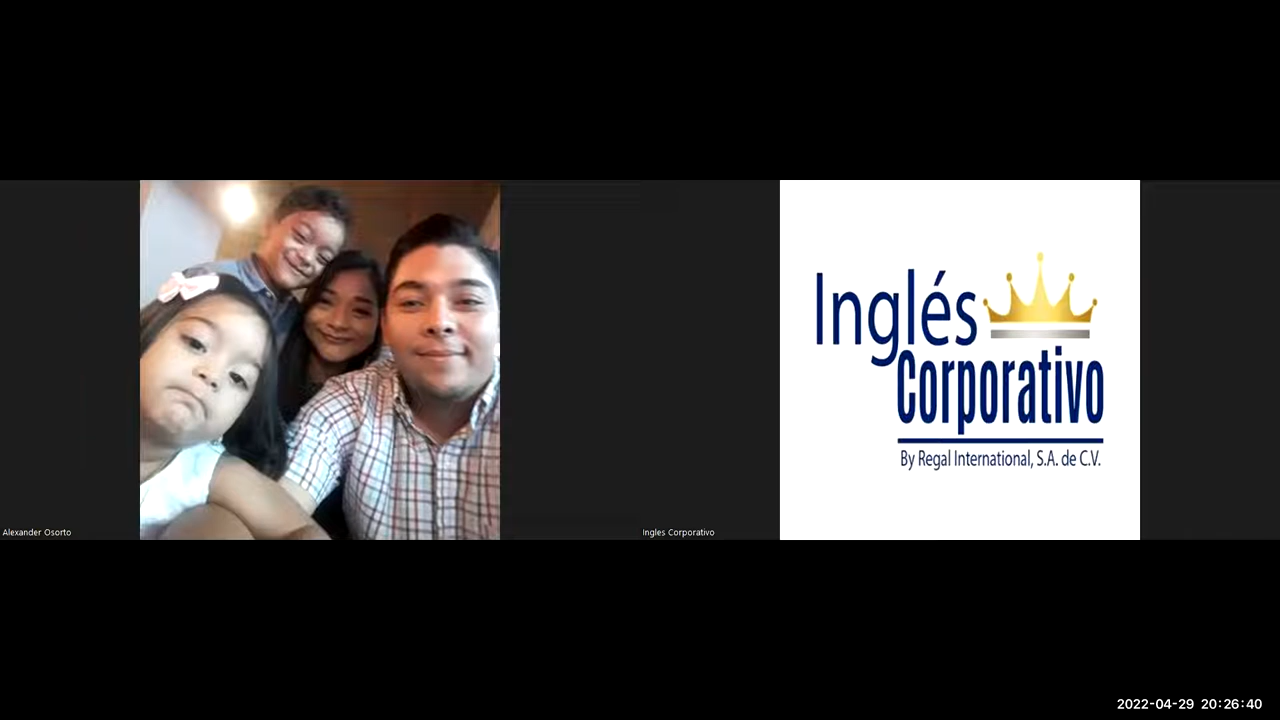 Inglés
Corporativo
By Regal International, S.A. de C.V.
Alexander Osorto
Ingles Corporativo
2022-04-29 20:26:40